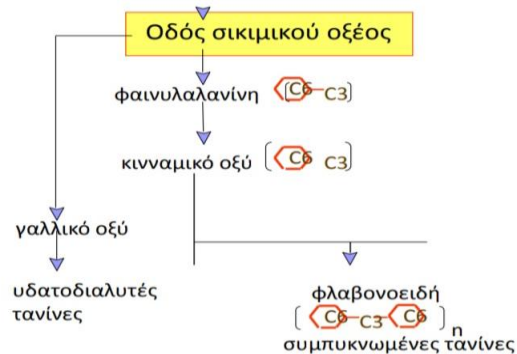 Οδός σικιμικού οξέος
φαινυλαλανίνη [C6 C3]
κινναμικό οξύ [C6 C3]
γαλλικό οξύ
υδατοδιαλυτές
τανίνες
φλαβονοειδή
[C6 C3 C6] n
συμπυκνωμένες τανίνες